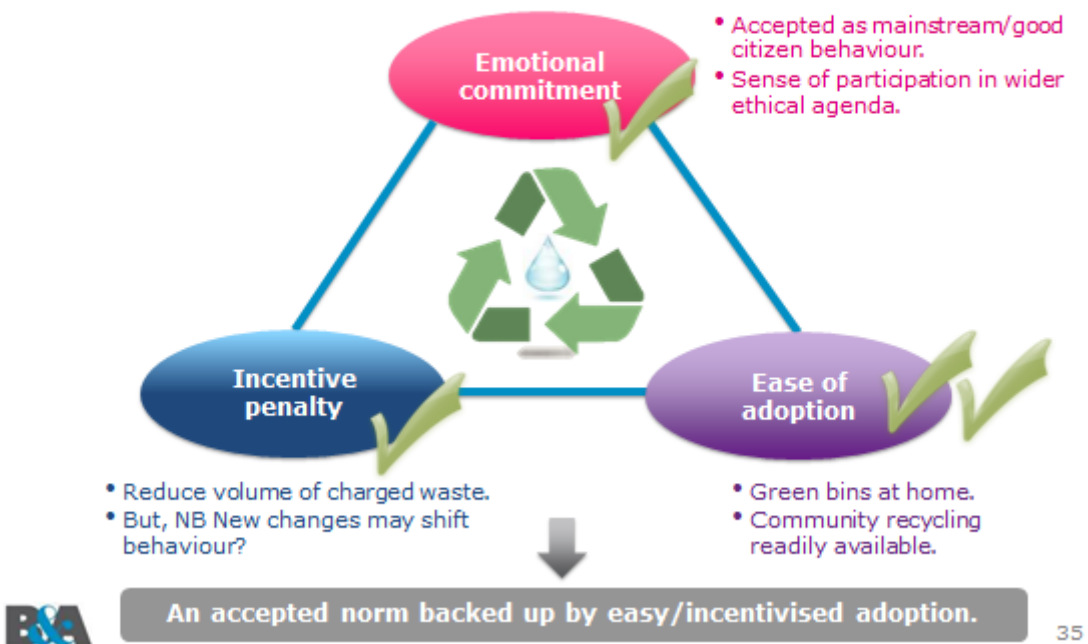 Emotional
commitment
• Accepted as mainstream/good
citizen behaviour.
• Sense of participation in wider
ethical agenda.
Incentive
penalty
Ease of
adoption
• Reduce volume of charged waste.
• But, NB New changes may shift
behaviour?
• Green bins at home.
• Community recycling
readily available.
An accepted norm backed up by easy/incentivised adoption.
B&A
35